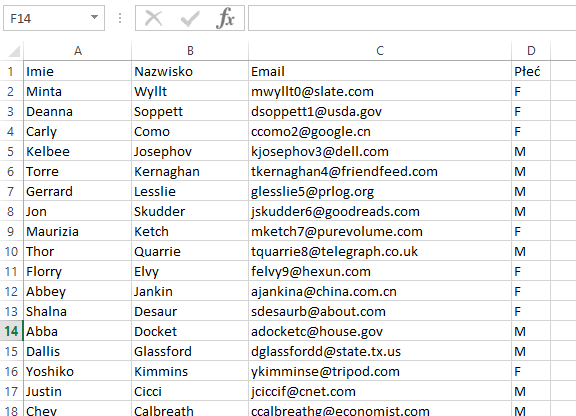 F14 fx
A B C D
1 Imie Nazwisko Email Płeć
2 Minta Wyllt mwyllt0@slate.com F
3 Deanna Soppett dsoppett1@usda.gov F
4 Carly Como ccomo2@google.cn F
5 Kelbee Josephov kjosephov3@dell.com M
6 Torre Kernaghan tkernaghan4@friendfeed.com M
7 Gerrard Lesslie glesslie5@prlog.org M
8 Jon Skudder jskudder6@goodreads.com M
9 Maurizia Ketch mketch7@purevolume.com F
10 Thor Quarrie tquarrie8@telegraph.co.uk M
11 Florry Elvy felvy9@hexun.com F
12 Abbey Jankin ajankina@china.com.cn F
13 Shalna Desaur sdesaurb@about.com F
14 Abba Docket adocketc@house.gov M
15 Dallis Glassford dglassfordd@state.tx.us M
16 Yoshiko Kimmins ykimminse@tripod.com F
17 Justin Cicci jciccif@cnet.com M
18 Chev Calbreath ccalbreathg@economist.com M